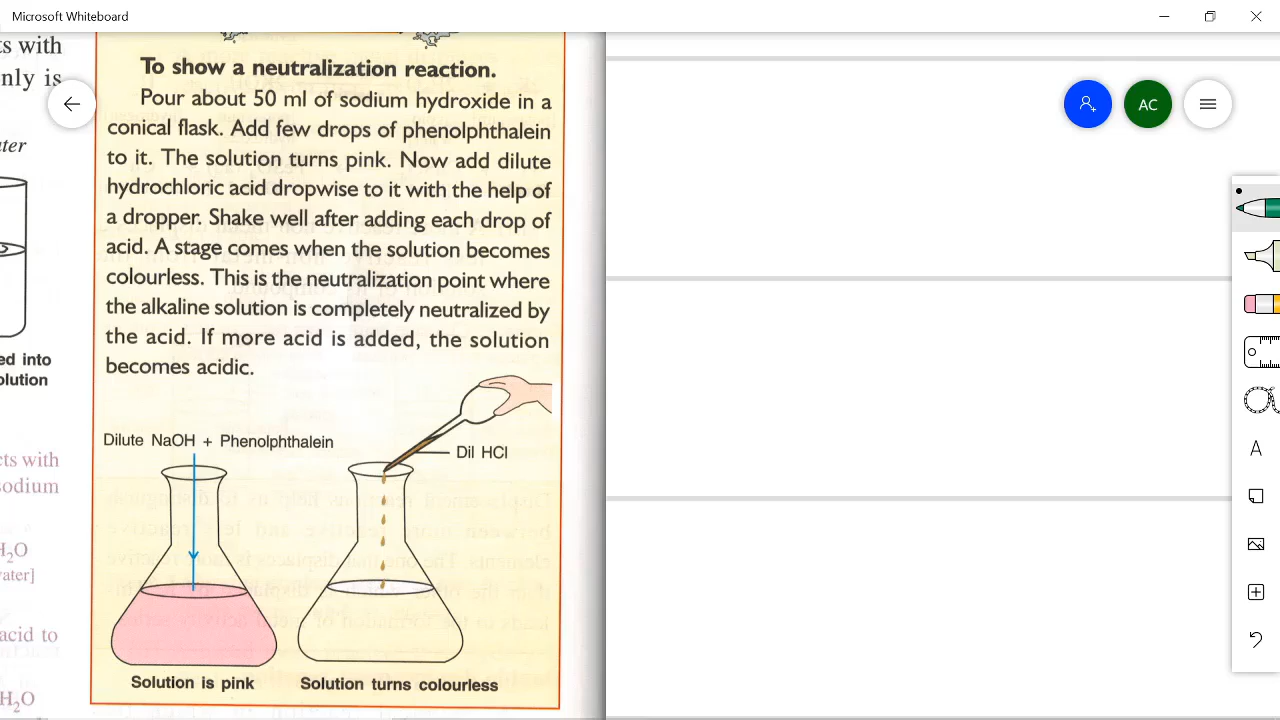 Microsoft Whiteboard
ts with
nly is
ter
ed into
olution
cts with
sodium
H₂O
vater]
acid to
H₂O
To show a neutralization reaction.
Pour about 50 ml of sodium hydroxide in a
conical flask. Add few drops of phenolphthalein
to it. The solution turns pink. Now add dilute
hydrochloric acid dropwise to it with the help of
a dropper. Shake well after adding each drop of
acid. A stage comes when the solution becomes
colourless. This is the neutralization point where
the alkaline solution is completely neutralized by
the acid. If more acid is added, the solution
becomes acidic.
Dilute NaOH + Phenolphthalein
Dil HCl
Solution is pink
Solution turns colourless
AC
A